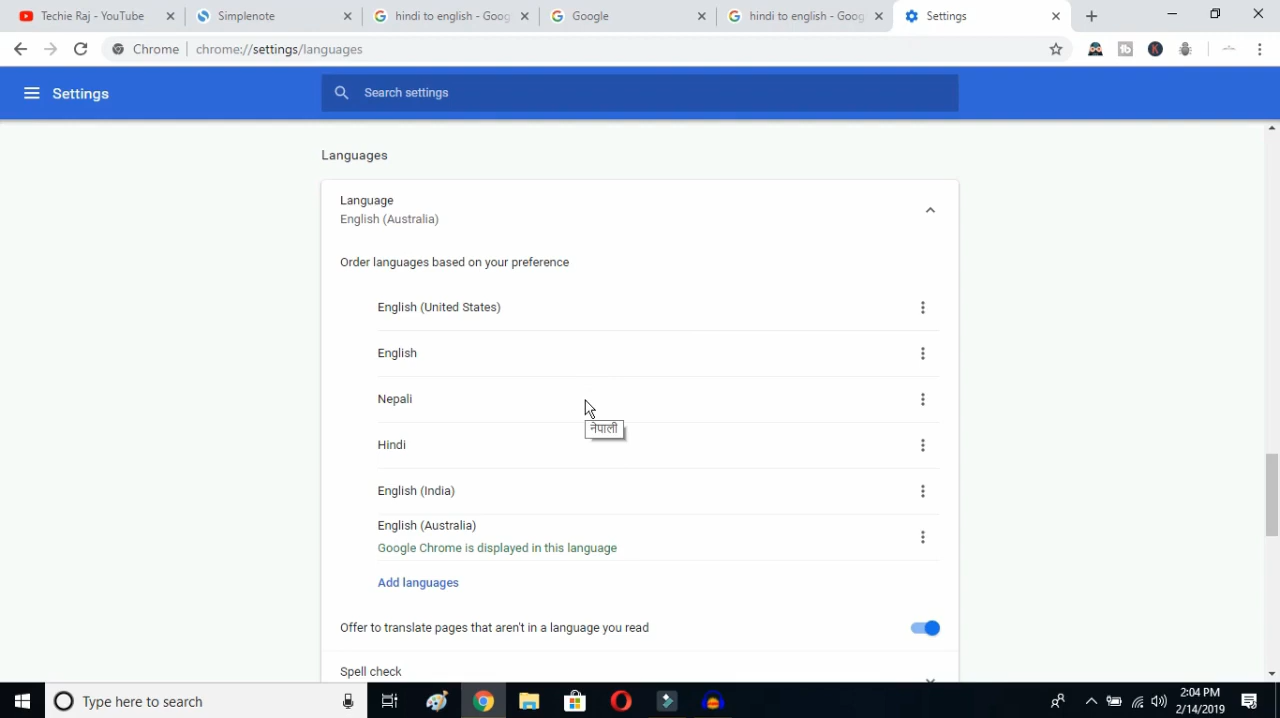 Techie Raj - YouTube
Simplenote
hindi to english - Goog
Google
hindi to english - Goog
Settings
Chrome
chrome://settings/languages
Settings
Search settings
Languages
Language
English (Australia)
Order languages based on your preference
English (United States)
English
Nepali
नेपाली
Hindi
English (India)
English (Australia)
Google Chrome is displayed in this language
Add languages
Offer to translate pages that aren't in a language you read
Spell check
Type here to search
2:04 PM
2/14/2019